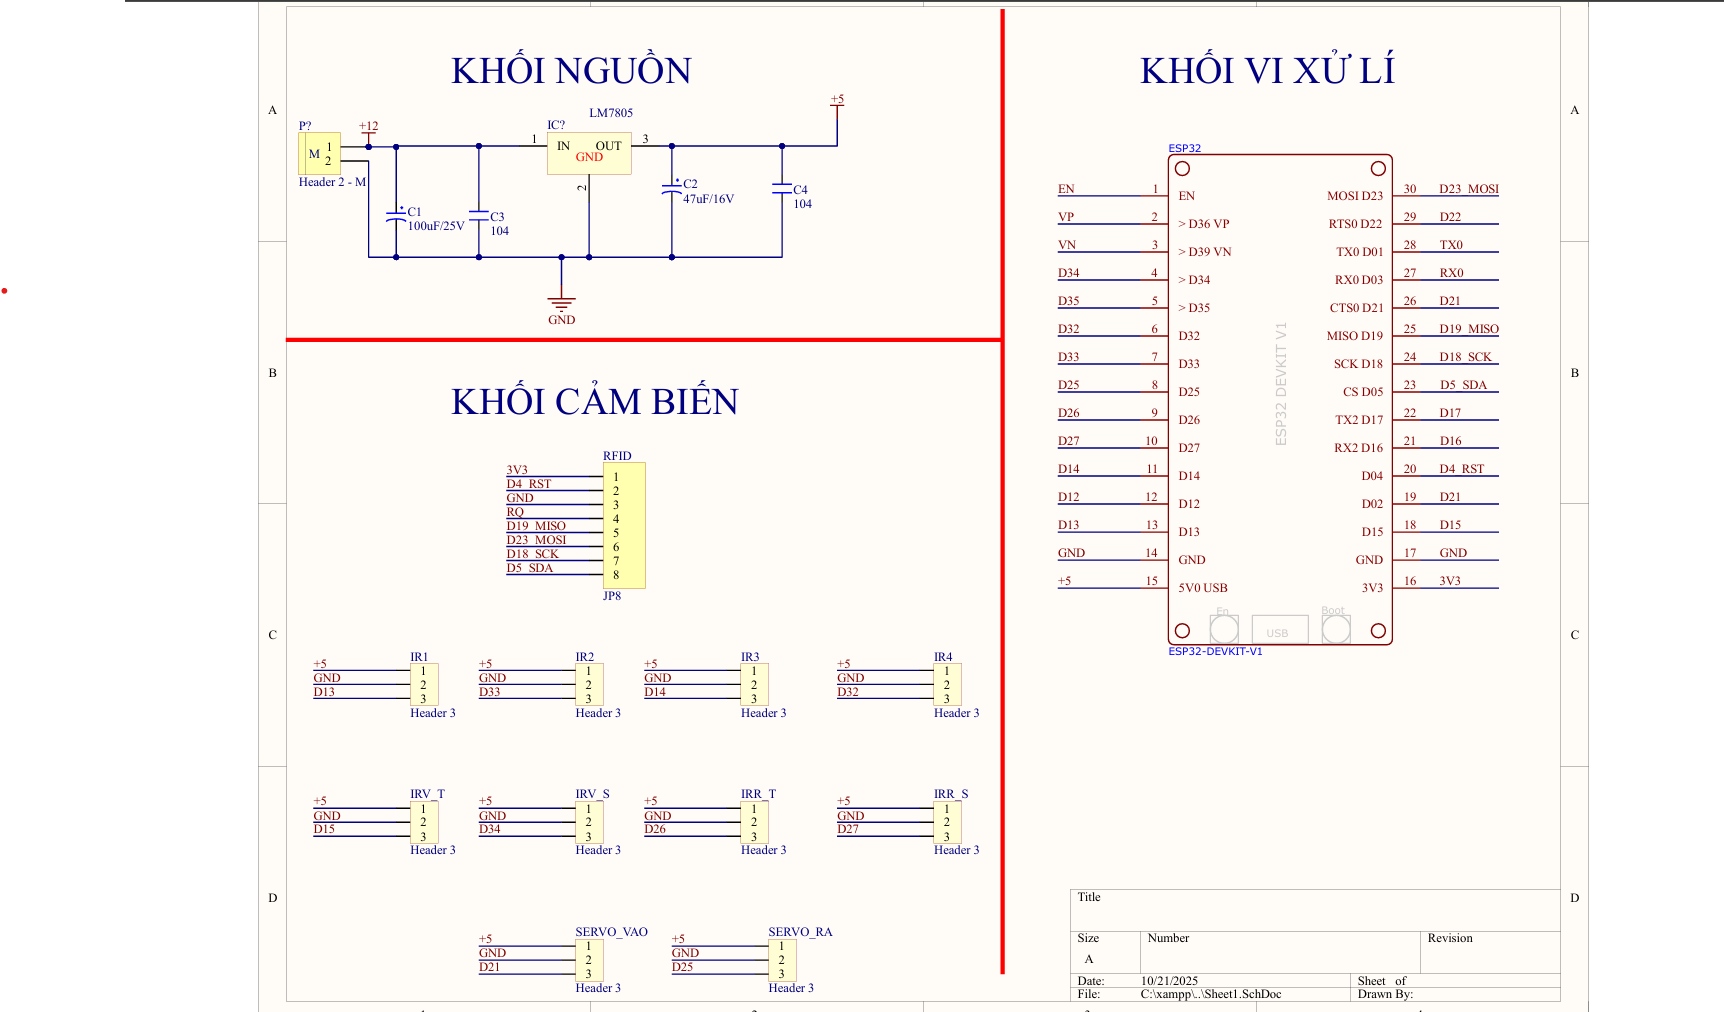 KHỐI NGUỒN
KHỐI VI XỬ LÍ
A
A
P?
+12
1
2
M
Header 2 - M
C1
100uF/25V
C3
104
IC?
LM7805
1
IN
OUT
GND
3
2
C2
47uF/16V
C4
104
+5
GND
B
B
KHỐI CẢM BIẾN
RFID
3V3 1
D4_RST 2
GND 3
RQ 4
D19_MISO 5
D23_MOSI 6
D18_SCK 7
D5_SDA 8
JP8
ESP32
EN 1 EN MOSI D23 30 D23_MOSI
VP 2 > D36 VP RTS0 D22 29 D22
VN 3 > D39 VN TX0 D01 28 TX0
D34 4 > D34 RX0 D03 27 RX0
D35 5 > D35 CTS0 D21 26 D21
D32 6 D32 MISO D19 25 D19_MISO
D33 7 D33 SCK D18 24 D18_SCK
D25 8 D25 CS D05 23 D5_SDA
D26 9 D26 TX2 D17 22 D17
D27 10 D27 RX2 D16 21 D16
D14 11 D14 D04 20 D4_RST
D12 12 D12 D02 19 D21
D13 13 D13 D15 18 D15
GND 14 GND GND 17 GND
+5 15 5V0 USB 3V3 16 3V3
ESP32 DEVKIT V1
En
USB
Boot
ESP32-DEVKIT-V1
C
C
IR1
+5 1
GND 2
D13 3
Header 3
IR2
+5 1
GND 2
D33 3
Header 3
IR3
+5 1
GND 2
D14 3
Header 3
IR4
+5 1
GND 2
D32 3
Header 3
IRV_T
+5 1
GND 2
D15 3
Header 3
IRV_S
+5 1
GND 2
D34 3
Header 3
IRR_T
+5 1
GND 2
D26 3
Header 3
IRR_S
+5 1
GND 2
D27 3
Header 3
D
D
SERVO_VAO
+5 1
GND 2
D21 3
Header 3
SERVO_RA
+5 1
GND 2
D25 3
Header 3
Title
Size Number Revision
A
Date: 10/21/2025 Sheet of
File: C:\xampp\..\Sheet1.SchDoc Drawn By: